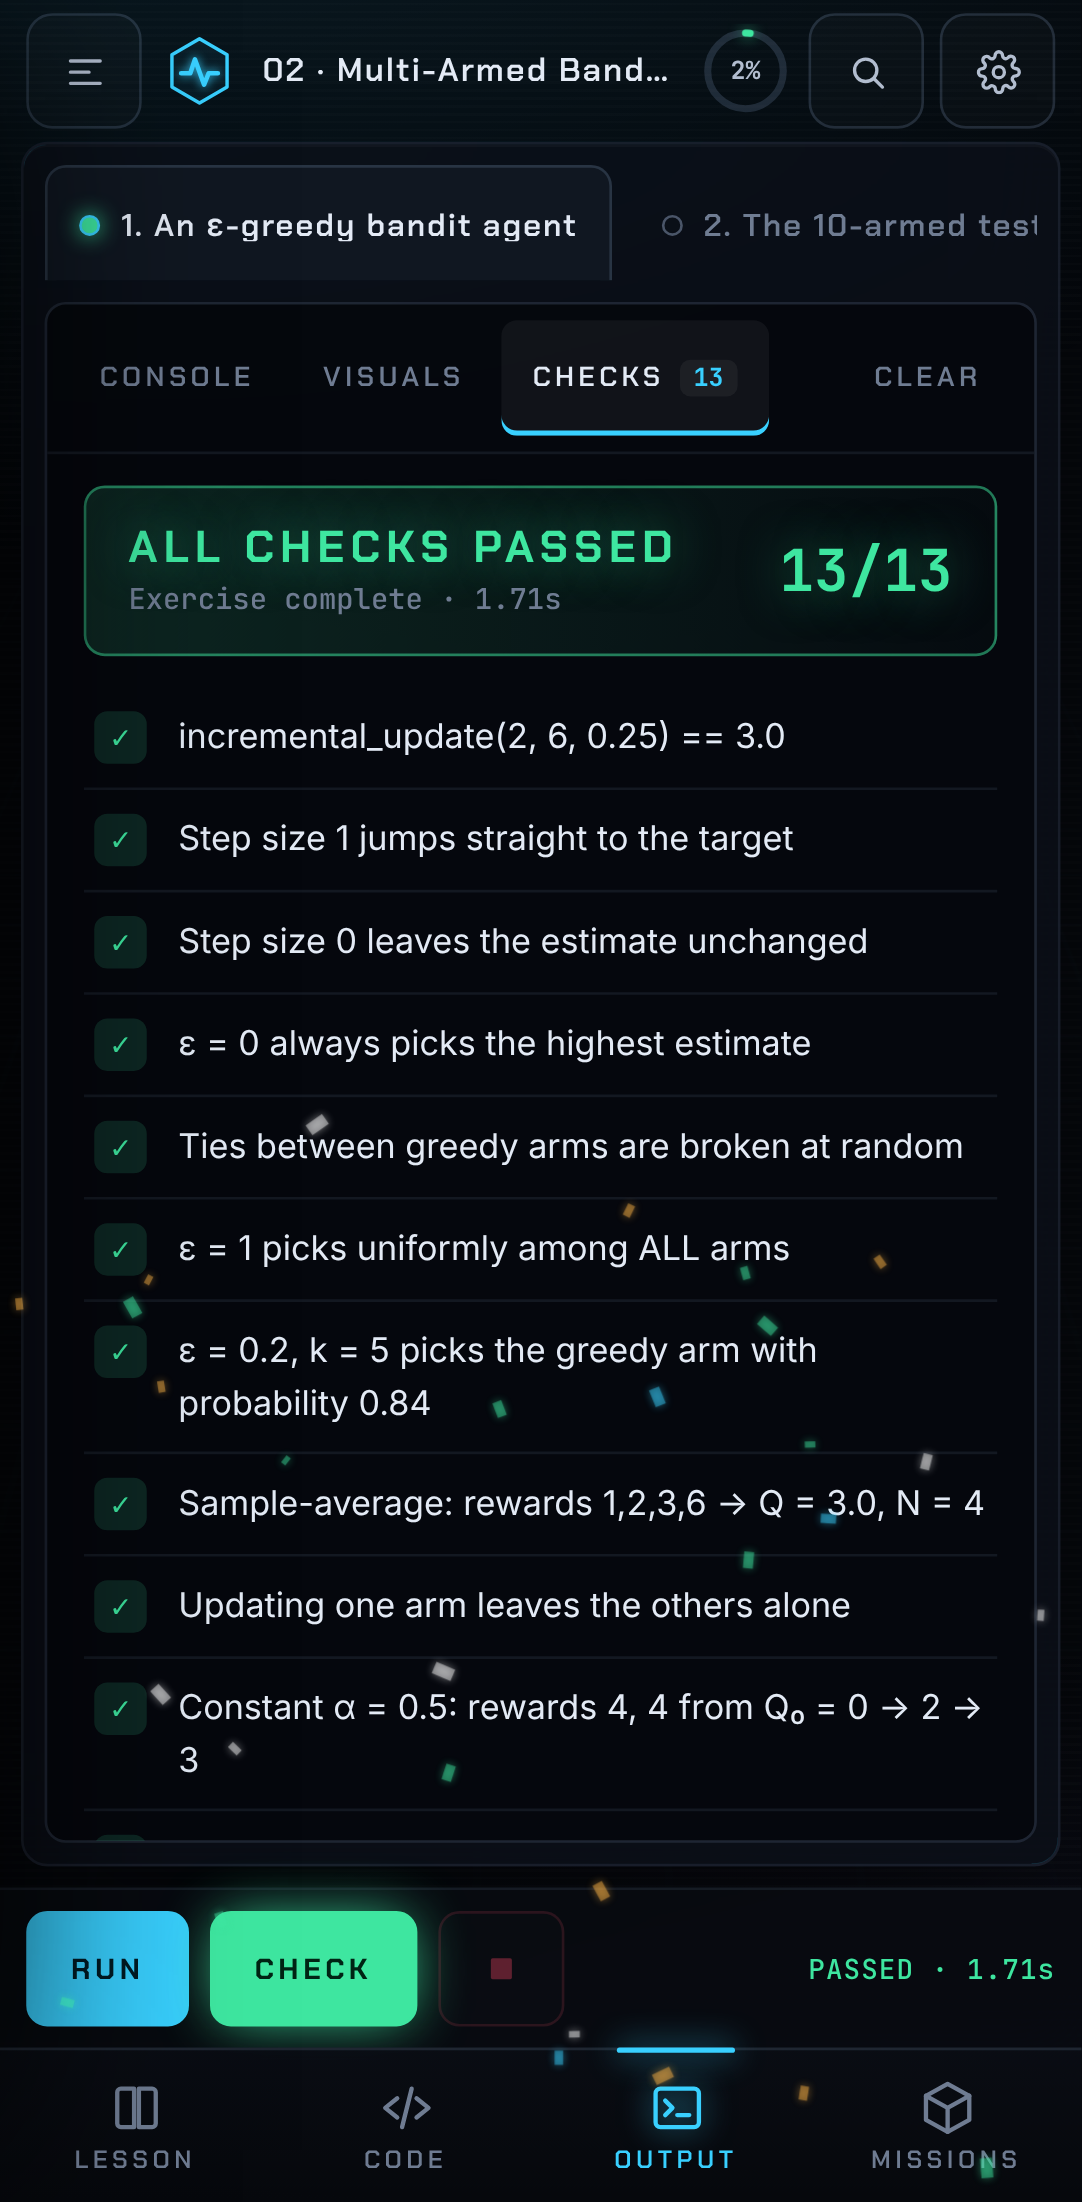 02 · Multi-Armed Band…
2%
1. An ε-greedy bandit agent
2. The 10-armed test
CONSOLE
VISUALS
CHECKS 13
CLEAR
ALL CHECKS PASSED
Exercise complete · 1.71s
13/13
✓ incremental_update(2, 6, 0.25) == 3.0
✓ Step size 1 jumps straight to the target
✓ Step size 0 leaves the estimate unchanged
✓ ε = 0 always picks the highest estimate
✓ Ties between greedy arms are broken at random
✓ ε = 1 picks uniformly among ALL arms
✓ ε = 0.2, k = 5 picks the greedy arm with
probability 0.84
✓ Sample-average: rewards 1,2,3,6 → Q = 3.0, N = 4
✓ Updating one arm leaves the others alone
✓ Constant α = 0.5: rewards 4, 4 from Q₀ = 0 → 2 →
3
RUN
CHECK
PASSED · 1.71s
LESSON
CODE
OUTPUT
MISSIONS